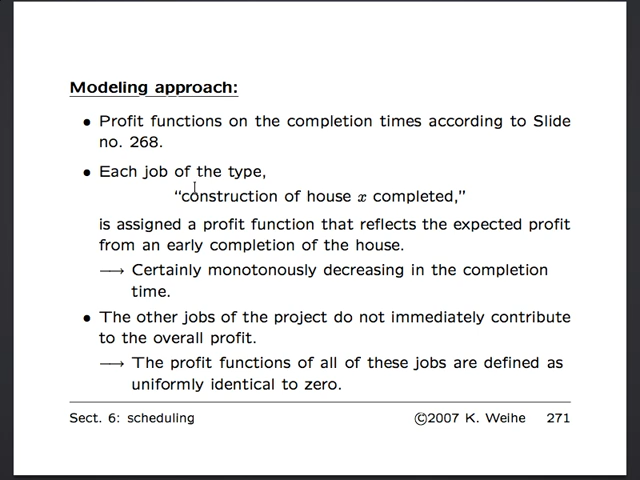 Modeling approach:
• Profit functions on the completion times according to Slide
no. 268.
• Each job of the type,
“construction of house x completed,”
is assigned a profit function that reflects the expected profit
from an early completion of the house.
⟶ Certainly monotonously decreasing in the completion
time.
• The other jobs of the project do not immediately contribute
to the overall profit.
⟶ The profit functions of all of these jobs are defined as
uniformly identical to zero.
Sect. 6: scheduling ©2007 K. Weihe 271